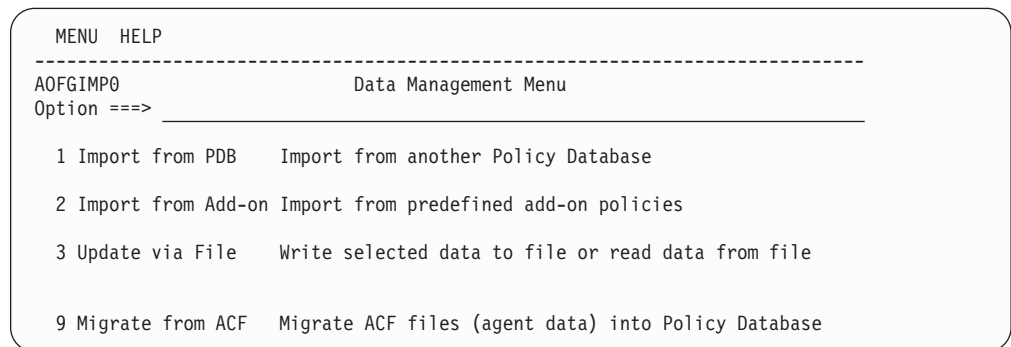 MENU HELP
-------------------------------------------------------------------------------
AOFGIMP0 Data Management Menu
Option ===> ________________________________________________________________
1 Import from PDB Import from another Policy Database
2 Import from Add-on Import from predefined add-on policies
3 Update via File Write selected data to file or read data from file
9 Migrate from ACF Migrate ACF files (agent data) into Policy Database